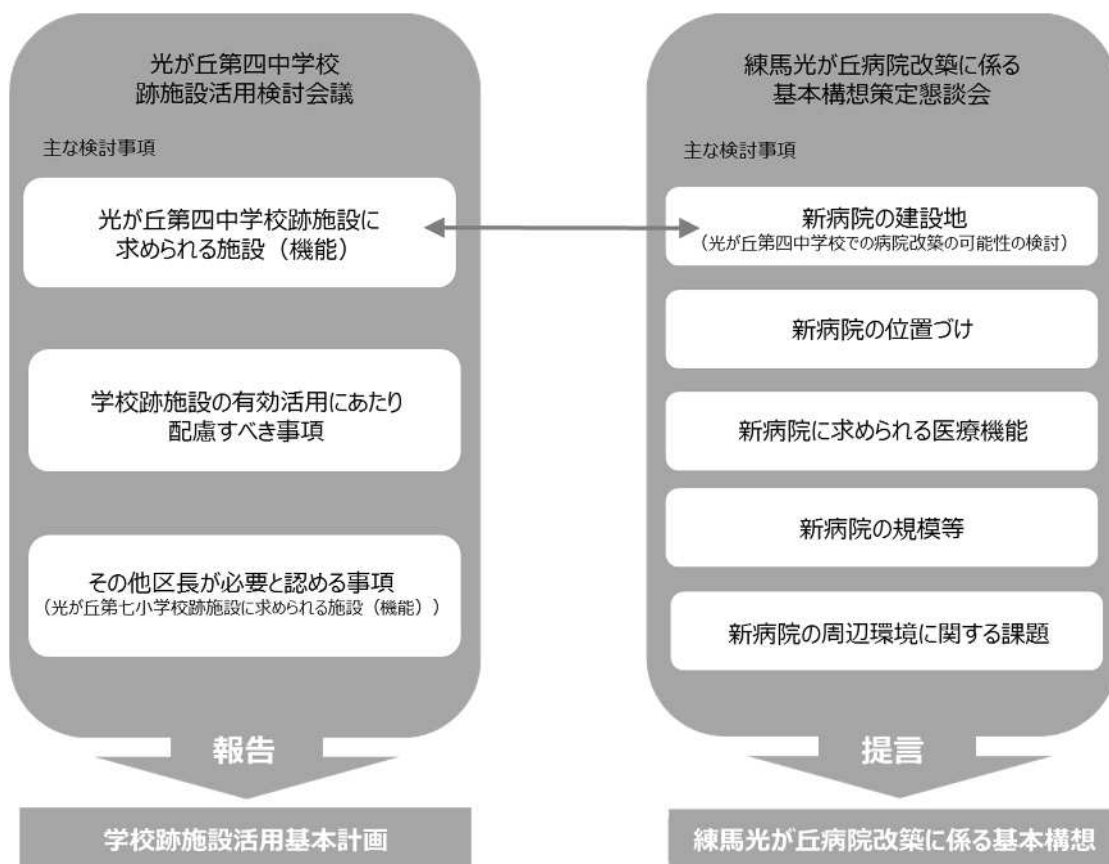 光が丘第四中学校
跡施設活用検討会議
主な検討事項
光が丘第四中学校跡施設に
求められる施設（機能）
学校跡施設の有効活用にあたり
配慮すべき事項
その他区長が必要と認める事項
（光が丘第七小学校跡施設に求められる施設（機能））
報告
学校跡施設活用基本計画
練馬光が丘病院改築に係る
基本構想策定懇談会
主な検討事項
新病院の建設地
（光が丘第四中学校での病院改築の可能性の検討）
新病院の位置づけ
新病院に求められる医療機能
新病院の規模等
新病院の周辺環境に関する課題
提言
練馬光が丘病院改築に係る基本構想